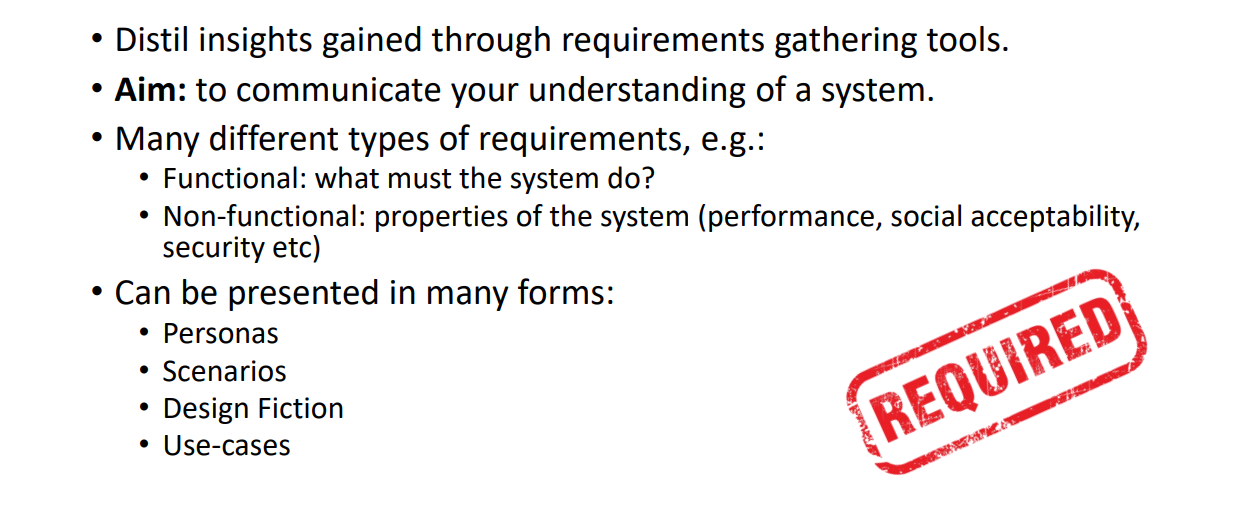 • Distil insights gained through requirements gathering tools.
• Aim: to communicate your understanding of a system.
• Many different types of requirements, e.g.:
• Functional: what must the system do?
• Non-functional: properties of the system (performance, social acceptability,
security etc)
• Can be presented in many forms:
• Personas
• Scenarios
• Design Fiction
• Use-cases
REQUIRED